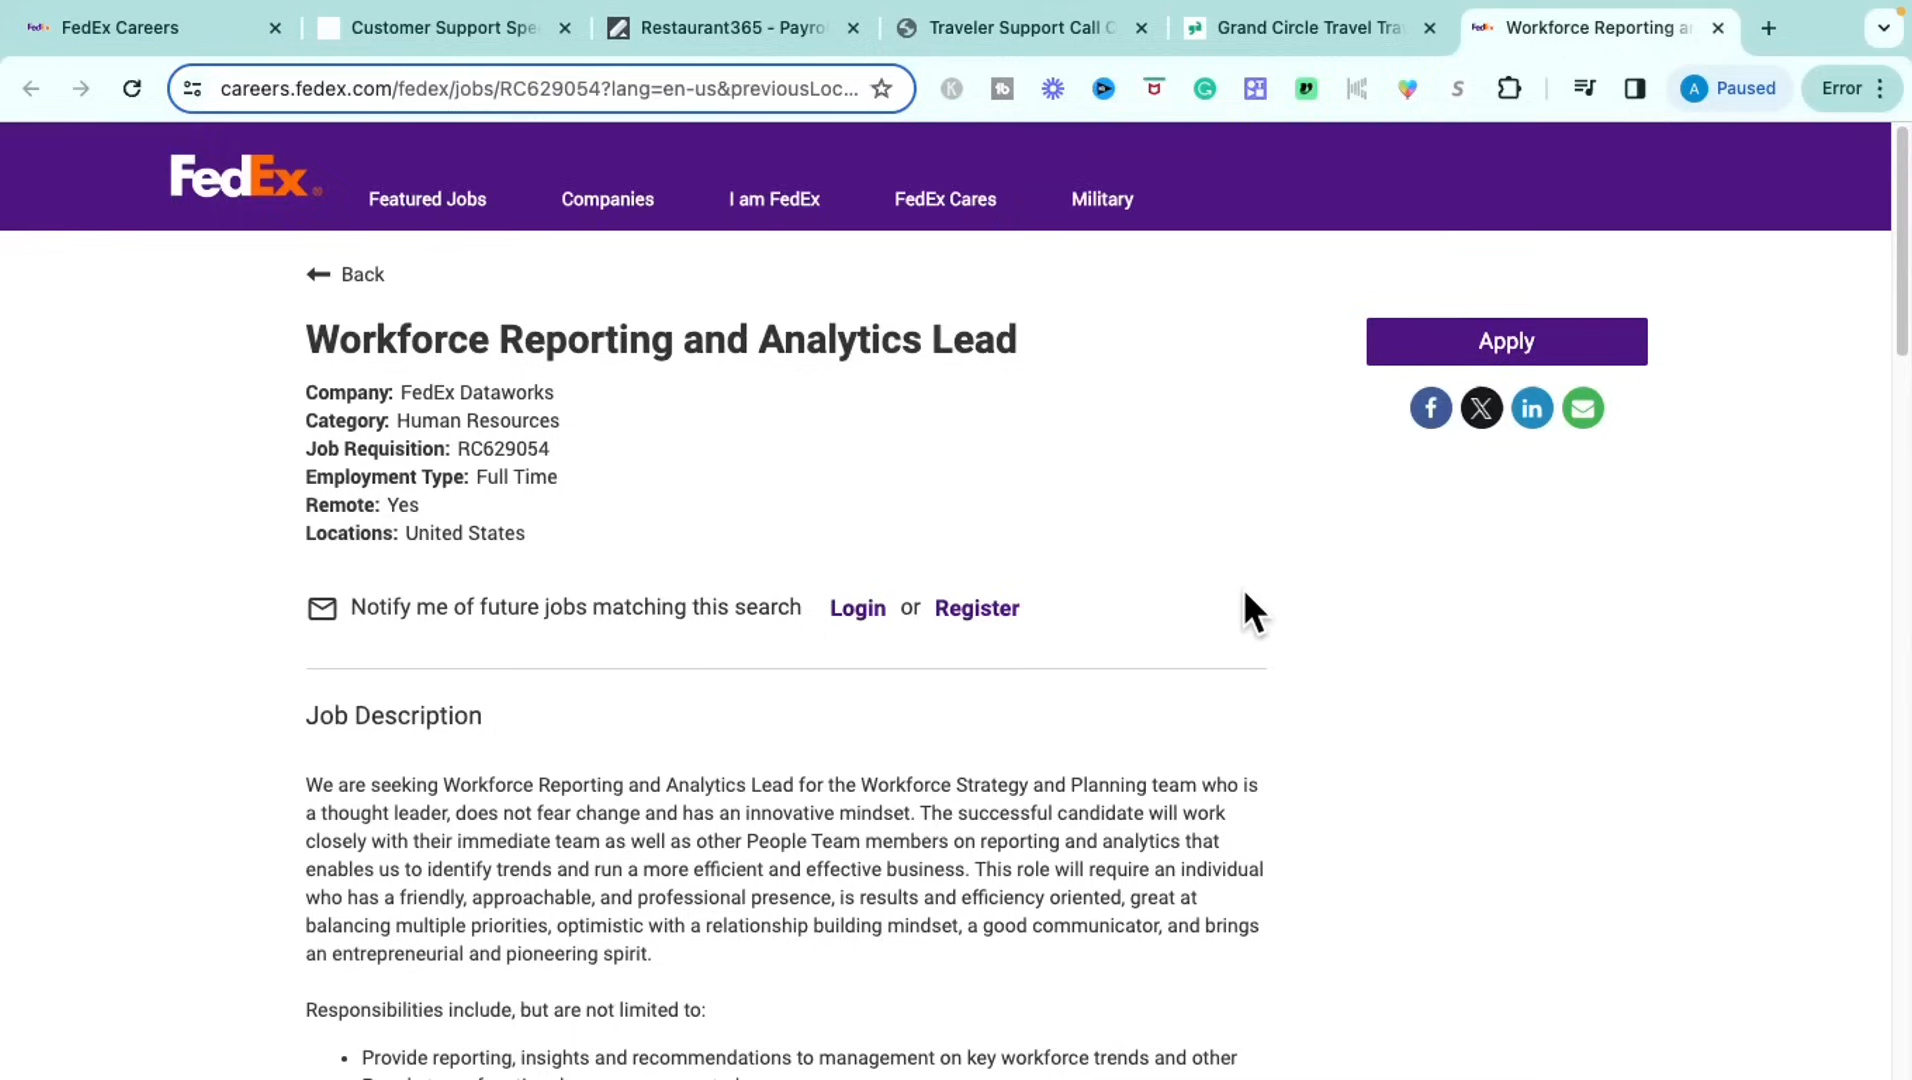 FedEx Careers
Customer Support Spe
Restaurant365 - Payro
Traveler Support Call C
Grand Circle Travel Tra
Workforce Reporting a
careers.fedex.com/fedex/jobs/RC629054?lang=en-us&previousLoc...
A Paused
Error
FedEx
Featured Jobs
Companies
I am FedEx
FedEx Cares
Military
Back
Workforce Reporting and Analytics Lead
Apply
Company: FedEx Dataworks
Category: Human Resources
Job Requisition: RC629054
Employment Type: Full Time
Remote: Yes
Locations: United States
Notify me of future jobs matching this search Login or Register
Job Description
We are seeking Workforce Reporting and Analytics Lead for the Workforce Strategy and Planning team who is
a thought leader, does not fear change and has an innovative mindset. The successful candidate will work
closely with their immediate team as well as other People Team members on reporting and analytics that
enables us to identify trends and run a more efficient and effective business. This role will require an individual
who has a friendly, approachable, and professional presence, is results and efficiency oriented, great at
balancing multiple priorities, optimistic with a relationship building mindset, a good communicator, and brings
an entrepreneurial and pioneering spirit.
Responsibilities include, but are not limited to:
• Provide reporting, insights and recommendations to management on key workforce trends and other